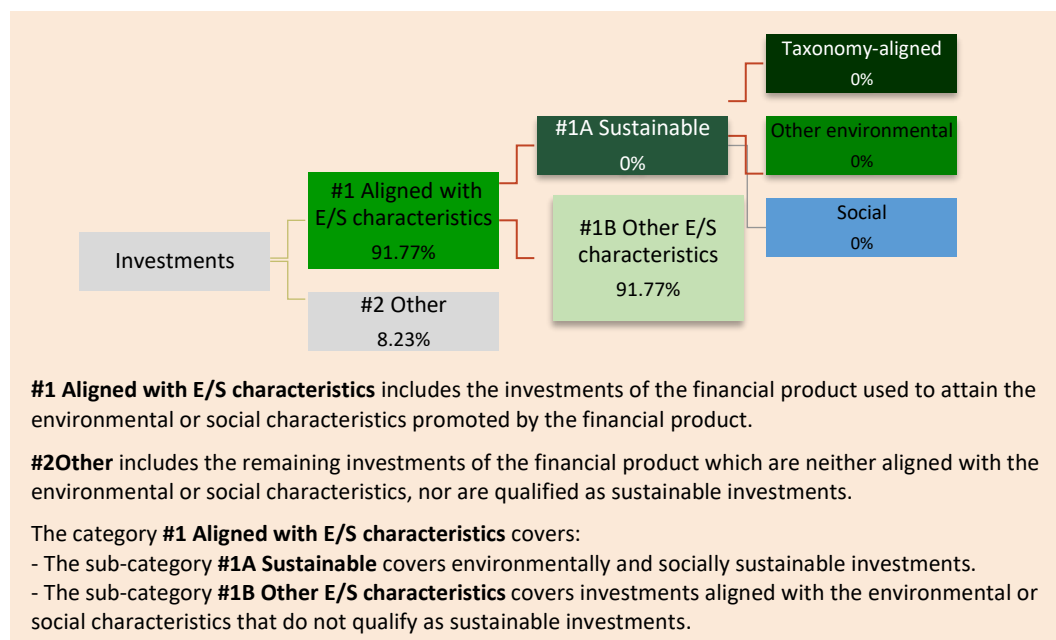 Taxonomy-aligned
0%
#1A Sustainable
0%
Other environmental
0%
#1 Aligned with
E/S characteristics
91.77%
#1B Other E/S
characteristics
91.77%
Social
0%
Investments
#2 Other
8.23%
#1 Aligned with E/S characteristics includes the investments of the financial product used to attain the
environmental or social characteristics promoted by the financial product.
#2Other includes the remaining investments of the financial product which are neither aligned with the
environmental or social characteristics, nor are qualified as sustainable investments.
The category #1 Aligned with E/S characteristics covers:
- The sub-category #1A Sustainable covers environmentally and socially sustainable investments.
- The sub-category #1B Other E/S characteristics covers investments aligned with the environmental or
social characteristics that do not qualify as sustainable investments.